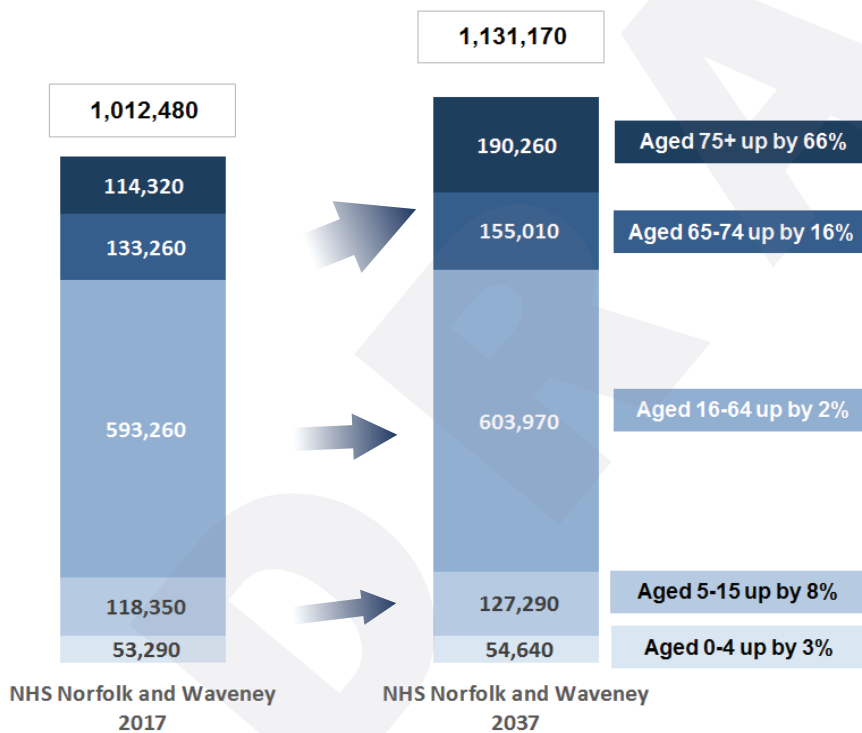 1,131,170
1,012,480
190,260
Aged 75+ up by 66%
114,320
155,010
Aged 65-74 up by 16%
133,260
593,260
603,970
Aged 16-64 up by 2%
118,350
127,290
Aged 5-15 up by 8%
53,290
54,640
Aged 0-4 up by 3%
NHS Norfolk and Waveney
2017
NHS Norfolk and Waveney
2037
DRA